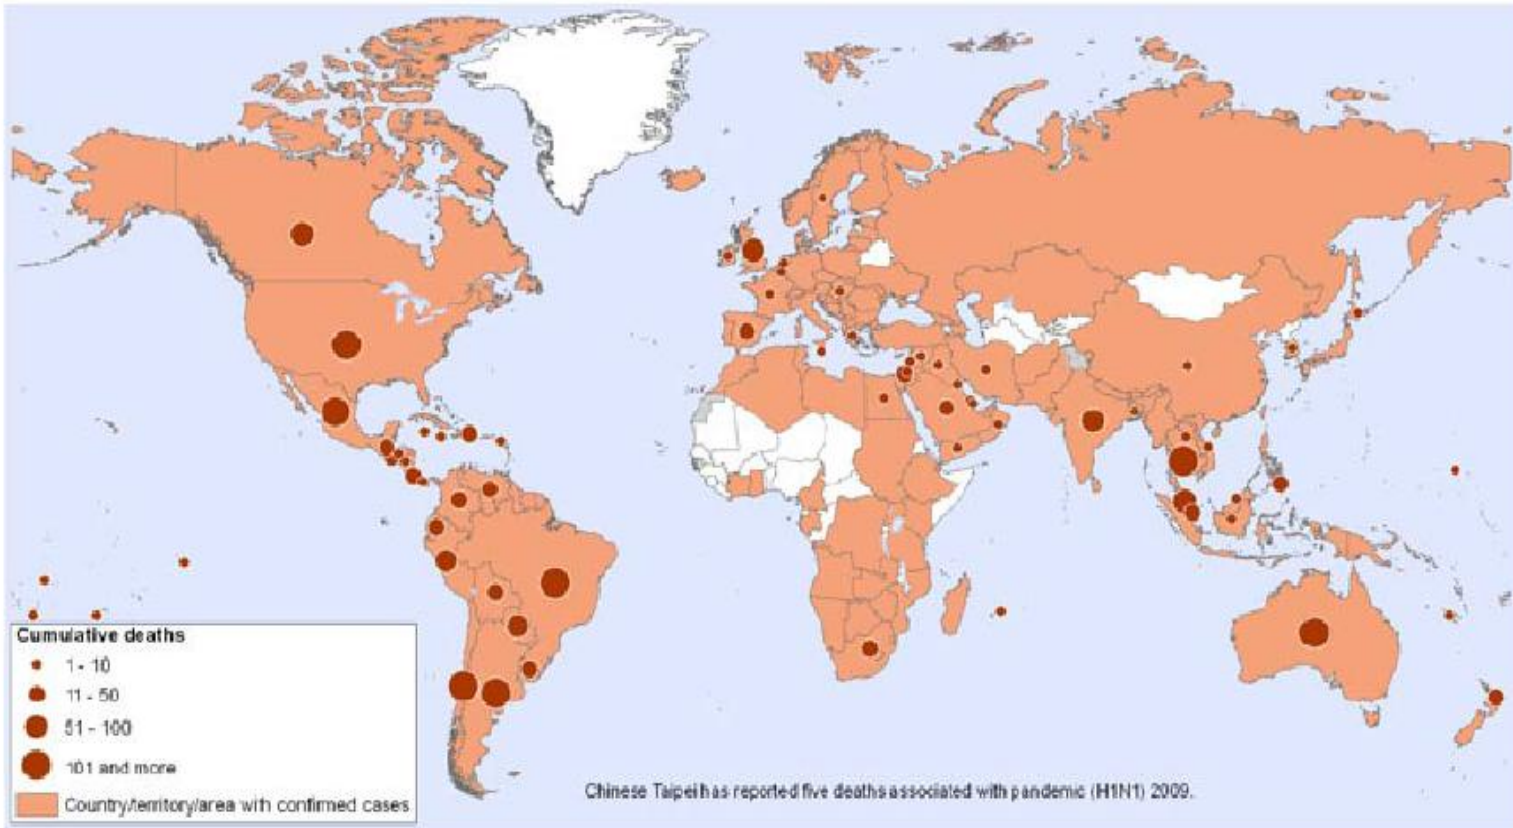 Cumulative deaths
1 - 10
11 - 50
51 - 100
101 and more
Country/territory/area with confirmed cases
Chinese Taipei has reported five deaths associated with pandemic (H1N1) 2009.